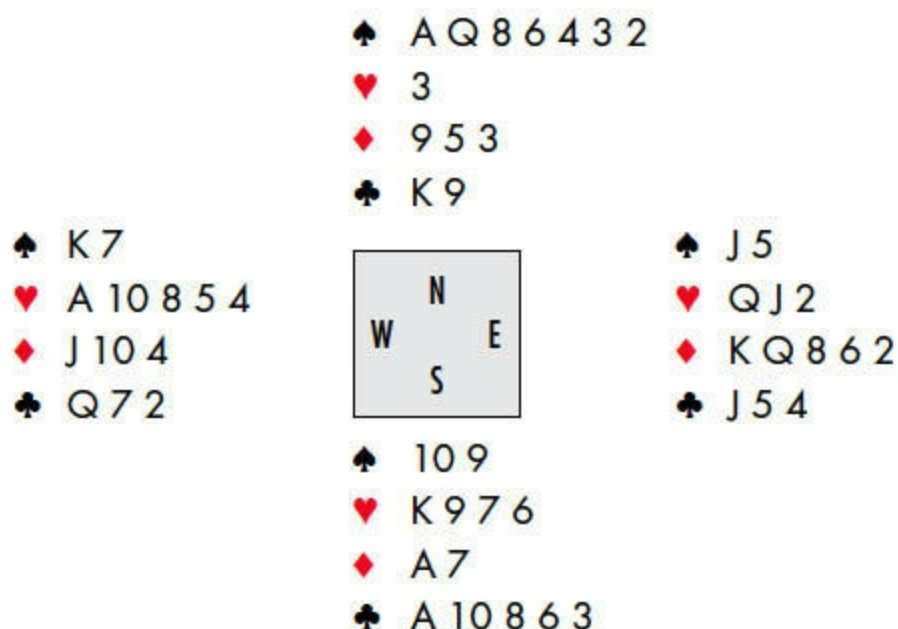 ♠ A Q 8 6 4 3 2
♥ 3
♦ 9 5 3
♣ K 9
♠ K 7
♥ A 10 8 5 4
♦ J 10 4
♣ Q 7 2
N
W E
S
♠ J 5
♥ Q J 2
♦ K Q 8 6 2
♣ J 5 4
♠ 10 9
♥ K 9 7 6
♦ A 7
♣ A 10 8 6 3